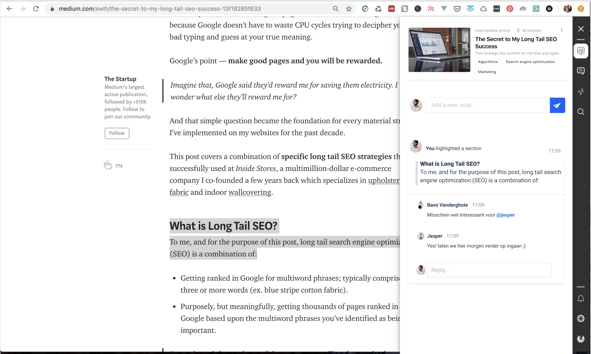 medium.com/swlh/the-secret-to-my-long-tail-seo-success-13f18285f633
because Google doesn't have to waste CPU cycles trying to decipher yo
bad typing and guess at your true meaning.
Google's point — make good pages and you will be rewarded.
The Startup
Medium's largest
active publication,
followed by +516K
people. Follow to
join our community.
Follow
77K
Imagine that, Google said they'd reward me for saving them electricity. I
wonder what else they'll reward me for?
And that simple question became the foundation for every material str
I've implemented on my websites for the past decade.
This post covers a combination of specific long tail SEO strategies th
successfully used at Inside Stores, a multimillion-dollar e-commerce
company I co-founded a few years back which specializes in upholster
fabric and indoor wallcovering.
What is Long Tail SEO?
To me, and for the purpose of this post, long tail search engine optimiza
(SEO) is a combination of:
• Getting ranked in Google for multiword phrases; typically comprise
three or more words (ex. blue stripe cotton fabric).
• Purposely, but meaningfully, getting thousands of pages ranked in
Google based upon the multiword phrases you've identified as bein
important.
Intermediate article
18 minutes
The Secret to My Long Tail SEO
Success
This strategy has worked for me time and again.
Algorithms
Search engine optimization
Marketing
Add a new note...
You highlighted a section
17:09
What is Long Tail SEO?
To me, and for the purpose of this post, long tail search
engine optimization (SEO) is a combination of:
Bavo Vanderghote 17:09
Misschien wel interessant voor @jasper
Jasper 17:09
Yes! laten we hier morgen verder op ingaan ;)
Reply...